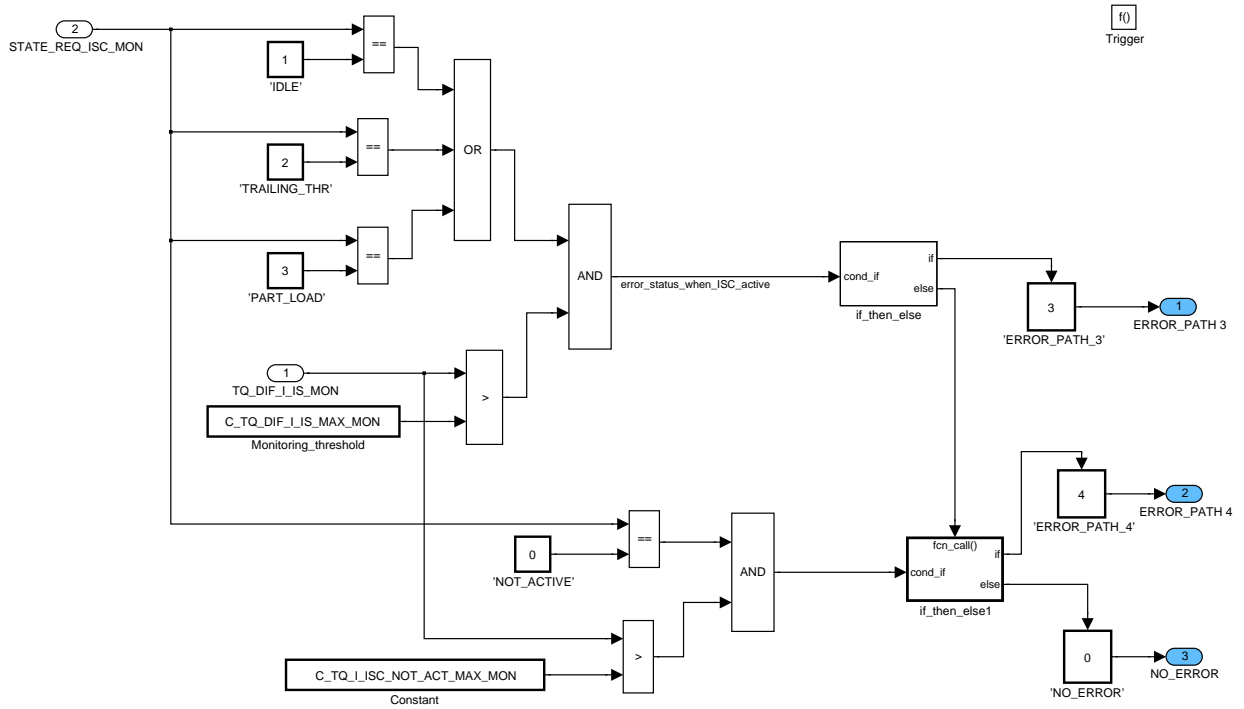 2
STATE_REQ_ISC_MON
f()
Trigger
==
1
'IDLE'
==
2
'TRAILING_THR'
OR
==
3
'PART_LOAD'
AND
error_status_when_ISC_active
cond_if
if
else
if_then_else
3
'ERROR_PATH_3'
1
ERROR_PATH 3
1
TQ_DIF_I_IS_MON
>
C_TQ_DIF_I_IS_MAX_MON
Monitoring_threshold
4
'ERROR_PATH_4'
2
ERROR_PATH 4
==
0
'NOT_ACTIVE'
AND
fcn_call()
cond_if
if
else
if_then_else1
>
C_TQ_I_ISC_NOT_ACT_MAX_MON
Constant
0
'NO_ERROR'
3
NO_ERROR